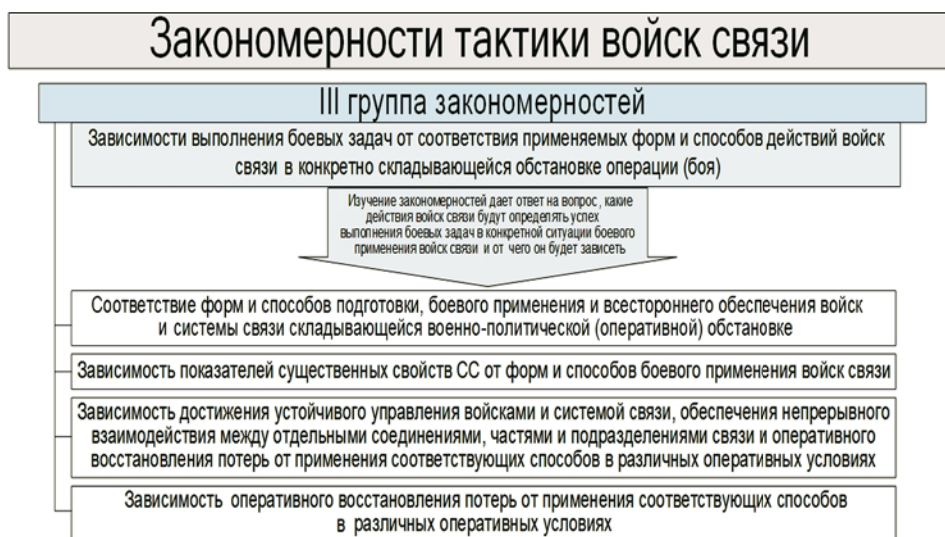 Закономерности тактики войск связи
III группа закономерностей
Зависимости выполнения боевых задач от соответствия применяемых форм и способов действий войск
связи в конкретно складывающейся обстановке операции (боя)
Изучение закономерностей дает ответ на вопрос, какие
действия войск связи будут определять успех
выполнения боевых задач в конкретной ситуации боевого
применения войск связи и от чего он будет зависеть
Соответствие форм и способов подготовки, боевого применения и всестороннего обеспечения войск
и системы связи складывающейся военно-политической (оперативной) обстановке
Зависимость показателей существенных свойств СС от форм и способов боевого применения войск связи
Зависимость достижения устойчивого управления войсками и системой связи, обеспечения непрерывного
взаимодействия между отдельными соединениями, частями и подразделениями связи и оперативного
восстановления потерь от применения соответствующих способов в различных оперативных условиях
Зависимость оперативного восстановления потерь от применения соответствующих способов
в различных оперативных условиях